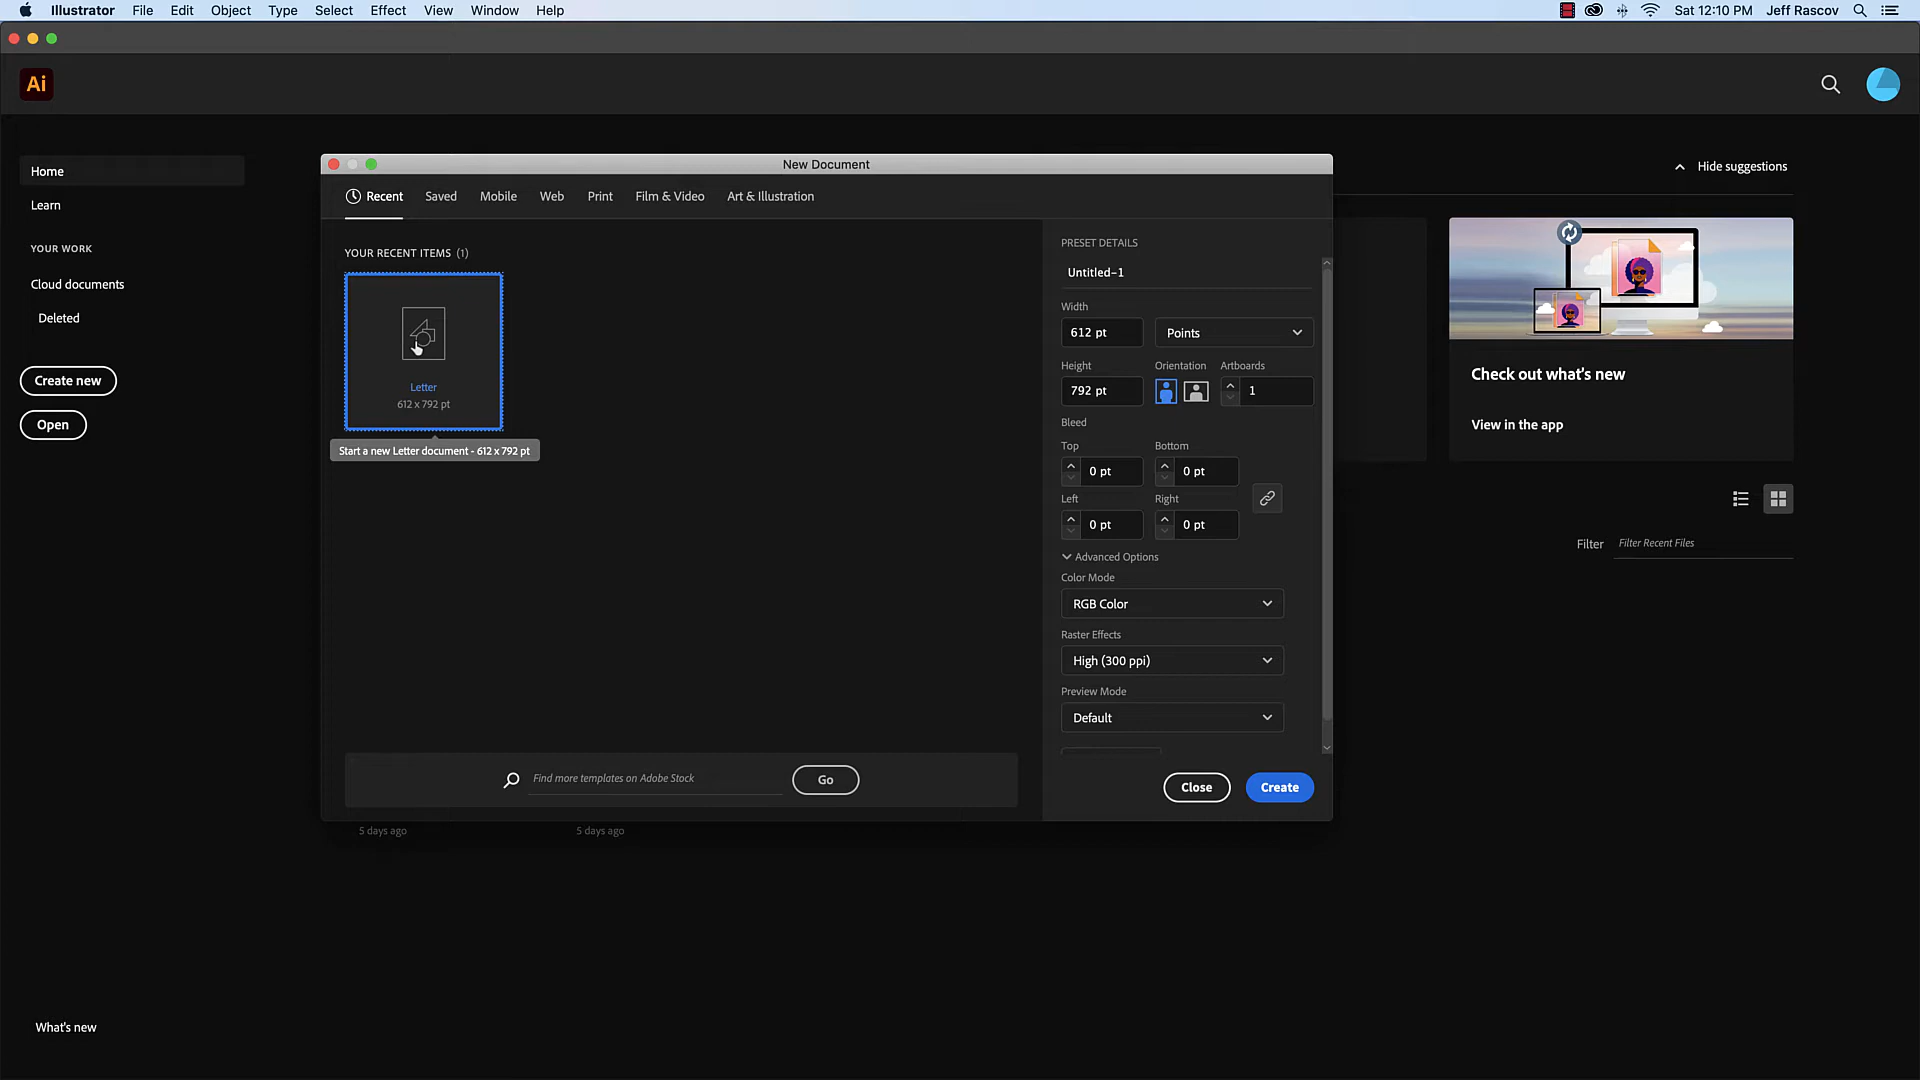 Illustrator File Edit Object Type Select Effect View Window Help Sat 12:10 PM Jeff Rascov
Ai
Home
Learn
YOUR WORK
Cloud documents
Deleted
Create new
Open
What's new
New Document
Recent Saved Mobile Web Print Film & Video Art & Illustration
YOUR RECENT ITEMS (1)
Letter
612 x 792 pt
Start a new Letter document - 612 x 792 pt
Find more templates on Adobe Stock Go
PRESET DETAILS
Untitled-1
Width
612 pt Points
Height Orientation Artboards
792 pt 1
Bleed
Top Bottom
0 pt 0 pt
Left Right
0 pt 0 pt
Advanced Options
Color Mode
RGB Color
Raster Effects
High (300 ppi)
Preview Mode
Default
Close Create
5 days ago 5 days ago
Hide suggestions
Check out what's new
View in the app
Filter Filter Recent Files